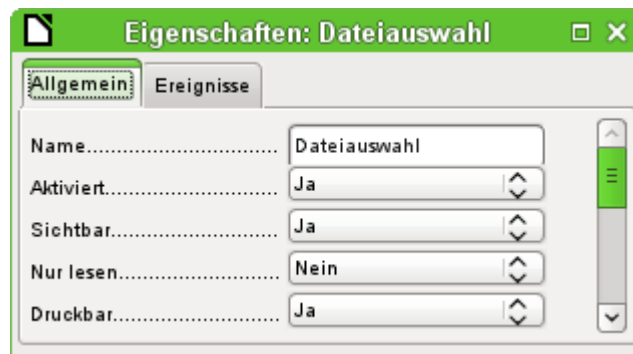 Eigenschaften: Dateiauswahl
Allgemein Ereignisse
Name............................. Dateiauswahl
Aktiviert........................... Ja
Sichtbar.......................... Ja
Nur lesen........................ Nein
Druckbar......................... Ja